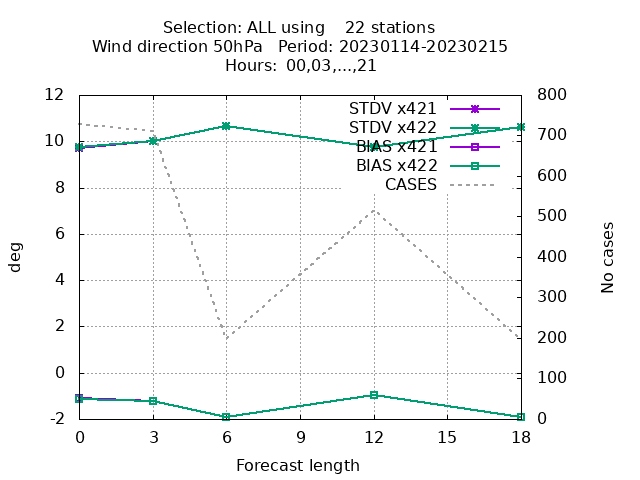 Selection: ALL using    22 stations
Wind direction 50hPa   Period: 20230114-20230215
Hours: 00,03,...,21
STDV x421
STDV x422
BIAS x421
BIAS x422
CASES
12
10
8
6
4
2
0
-2
800
700
600
500
400
300
200
100
0
deg
No cases
0 3 6 9 12 15 18
Forecast length